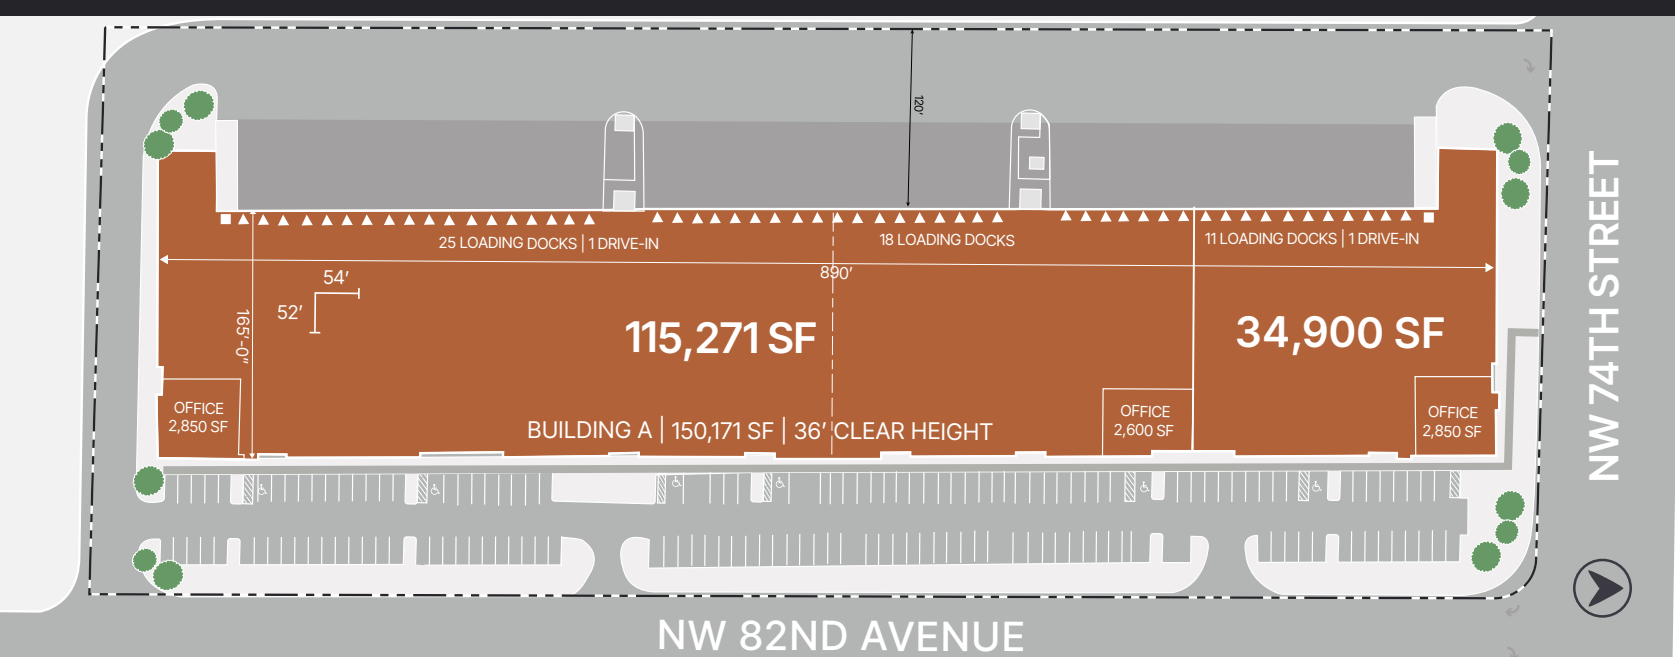 120'
25 LOADING DOCKS | 1 DRIVE-IN
18 LOADING DOCKS
11 LOADING DOCKS | 1 DRIVE-IN
890'
54'
52'
165'-0"
115,271 SF
34,900 SF
OFFICE
2,850 SF
BUILDING A | 150,171 SF | 36' CLEAR HEIGHT
OFFICE
2,600 SF
OFFICE
2,850 SF
NW 74TH STREET
NW 82ND AVENUE